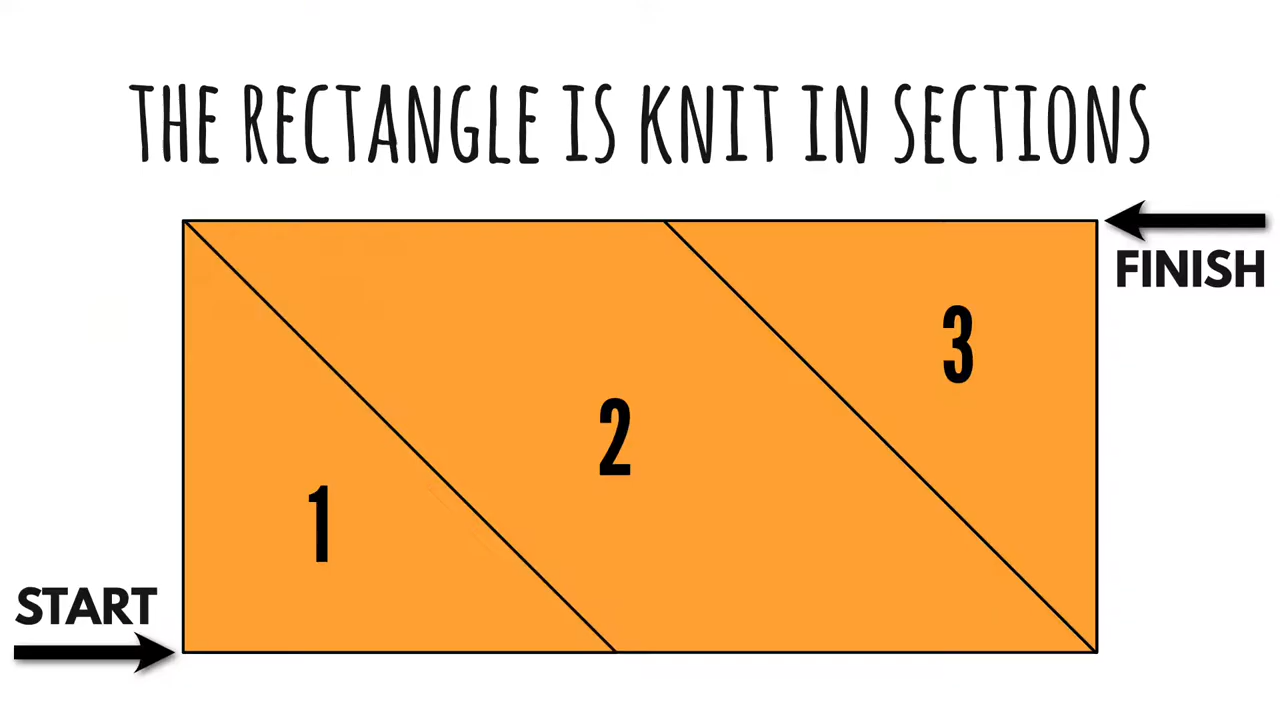 THE RECTANGLE IS KNIT IN SECTIONS
FINISH
3
2
1
START